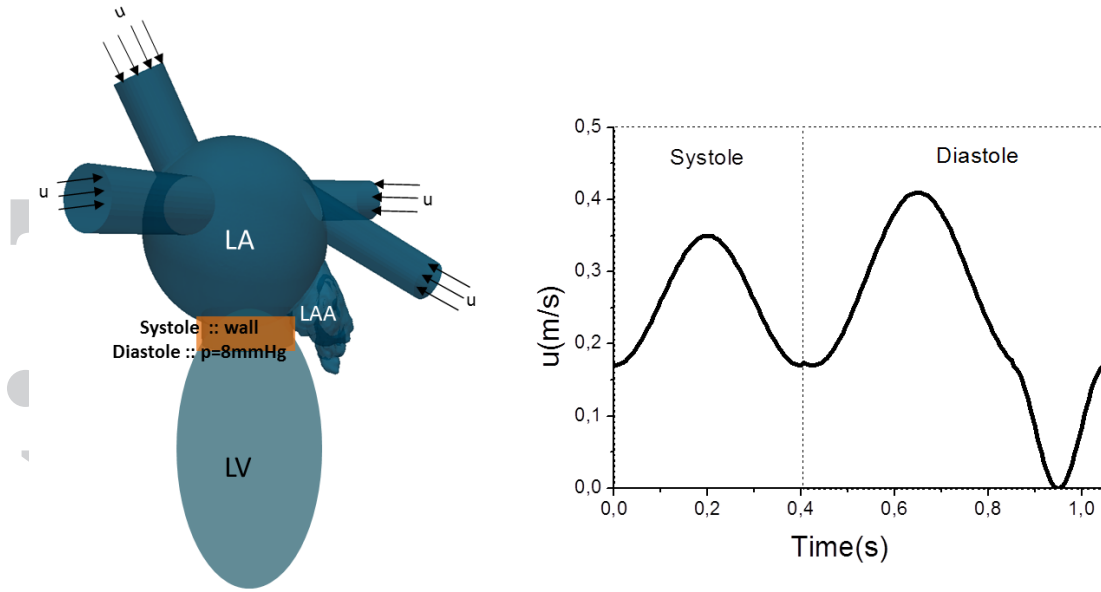 u
u
u
u
LA
LAA
Systole :: wall
Diastole :: p=8mmHg
LV
0,5
0,4
0,3
0,2
0,1
0,0
u(m/s)
Systole
Diastole
0,0 0,2 0,4 0,6 0,8 1,0
Time(s)